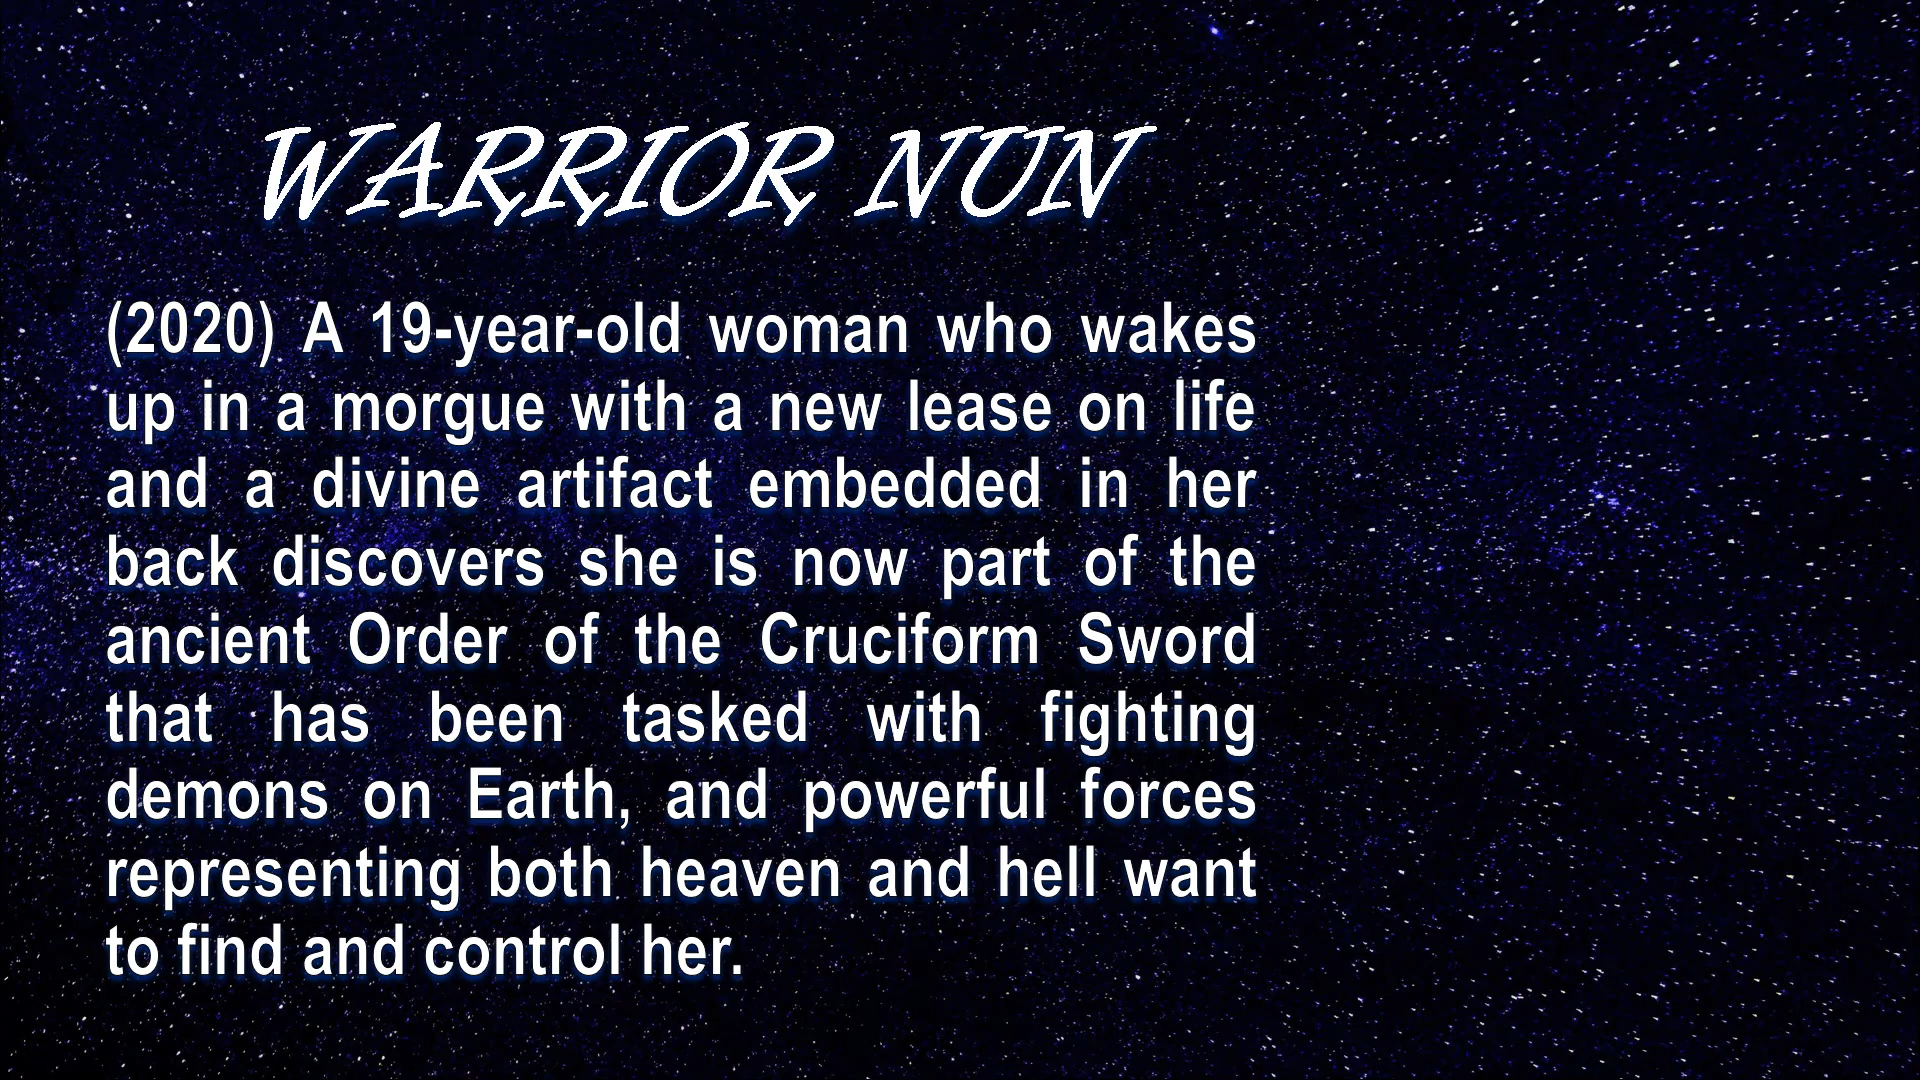 WARRIOR NUN
(2020) A 19-year-old woman who wakes
up in a morgue with a new lease on life
and a divine artifact embedded in her
back discovers she is now part of the
ancient Order of the Cruciform Sword
that has been tasked with fighting
demons on Earth, and powerful forces
representing both heaven and hell want
to find and control her.